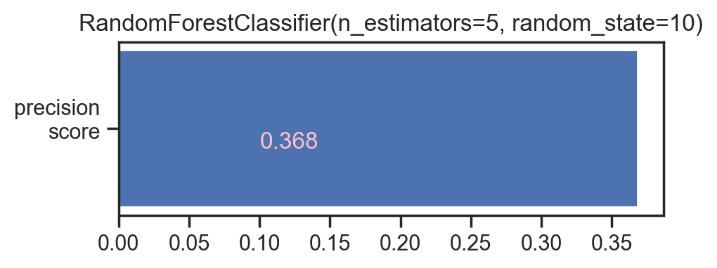 RandomForestClassifier(n_estimators=5, random_state=10)
precision
score
0.368
0.00 0.05 0.10 0.15 0.20 0.25 0.30 0.35